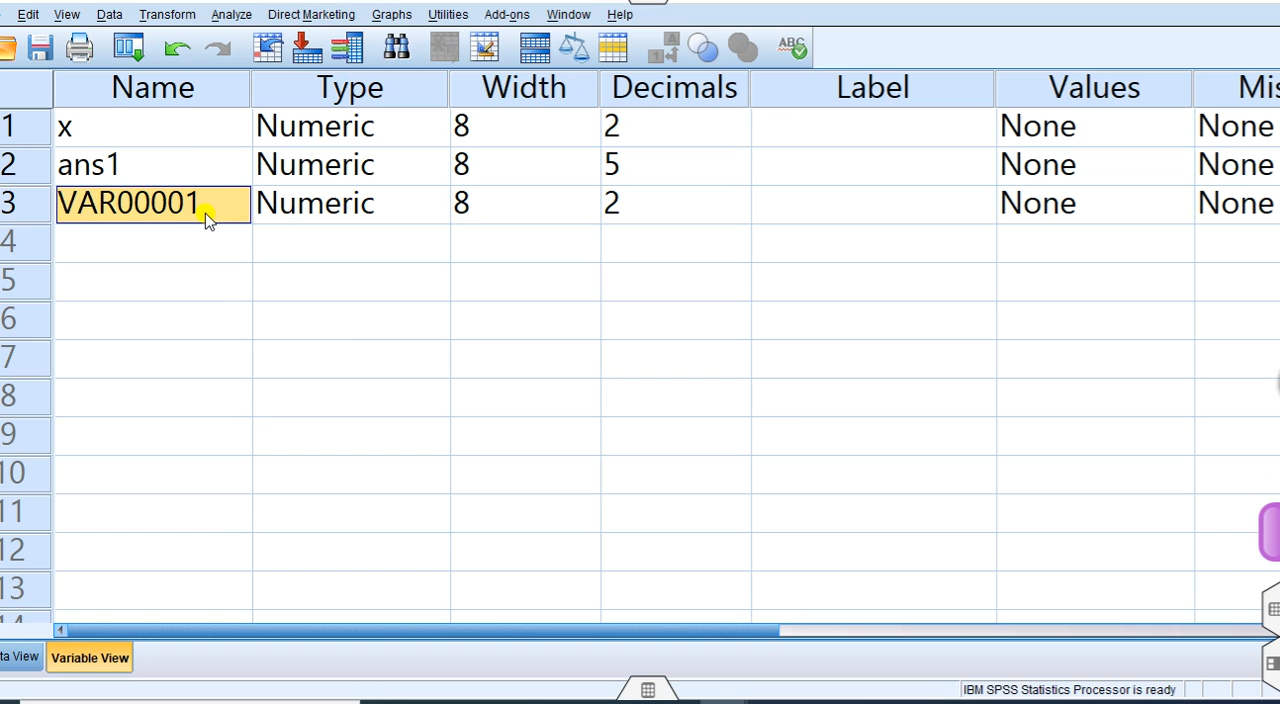 Edit View Data Transform Analyze Direct Marketing Graphs Utilities Add-ons Window Help
Name Type Width Decimals Label Values Mis
1 x Numeric 8 2 None None
2 ans1 Numeric 8 5 None None
3 VAR00001 Numeric 8 2 None None
4
5
6
7
8
9
10
11
12
13
14
ta View Variable View
IBM SPSS Statistics Processor is ready